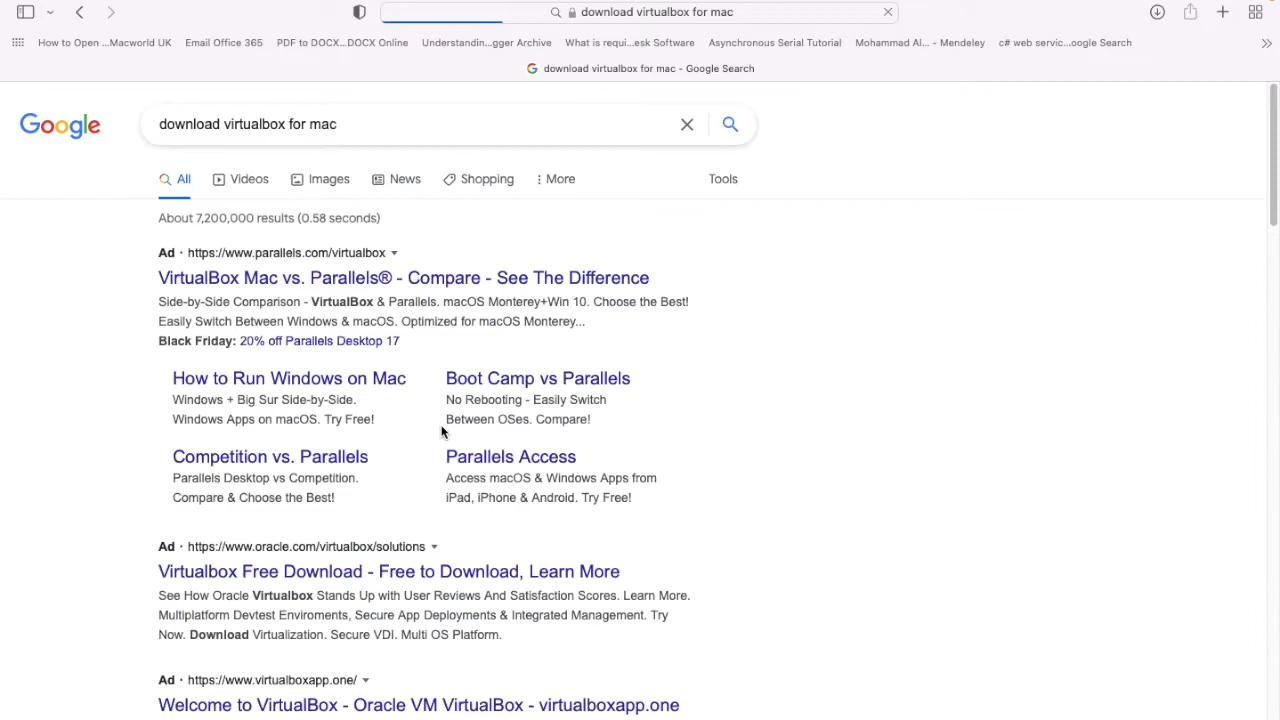 download virtualbox for mac
How to Open ...Macworld UK
Email Office 365
PDF to DOCX...DOCX Online
Understandin...gger Archive
What is requi...esk Software
Asynchronous Serial Tutorial
Mohammad Al... - Mendeley
c# web servic...oogle Search
download virtualbox for mac - Google Search
Google
download virtualbox for mac
All
Videos
Images
News
Shopping
More
Tools
About 7,200,000 results (0.58 seconds)
Ad · https://www.parallels.com/virtualbox
VirtualBox Mac vs. Parallels® - Compare - See The Difference
Side-by-Side Comparison - VirtualBox & Parallels. macOS Monterey+Win 10. Choose the Best!
Easily Switch Between Windows & macOS. Optimized for macOS Monterey...
Black Friday: 20% off Parallels Desktop 17
How to Run Windows on Mac
Windows + Big Sur Side-by-Side.
Windows Apps on macOS. Try Free!
Boot Camp vs Parallels
No Rebooting - Easily Switch
Between OSes. Compare!
Competition vs. Parallels
Parallels Desktop vs Competition.
Compare & Choose the Best!
Parallels Access
Access macOS & Windows Apps from
iPad, iPhone & Android. Try Free!
Ad · https://www.oracle.com/virtualbox/solutions
Virtualbox Free Download - Free to Download, Learn More
See How Oracle Virtualbox Stands Up with User Reviews And Satisfaction Scores. Learn More.
Multiplatform Devtest Enviroments, Secure App Deployments & Integrated Management. Try
Now. Download Virtualization. Secure VDI. Multi OS Platform.
Ad · https://www.virtualboxapp.one/
Welcome to VirtualBox - Oracle VM VirtualBox - virtualboxapp.one